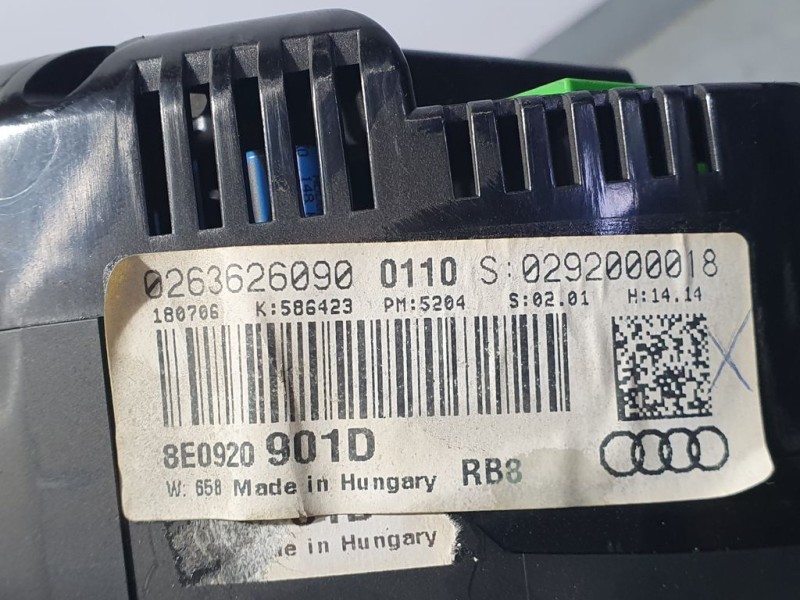 0263626090 0110 S:0292000018
180706 K:586423 PM:5204 S:02.01 H:14.14
8E0920 901D RB8
W: 658 Made in Hungary
in Hungary